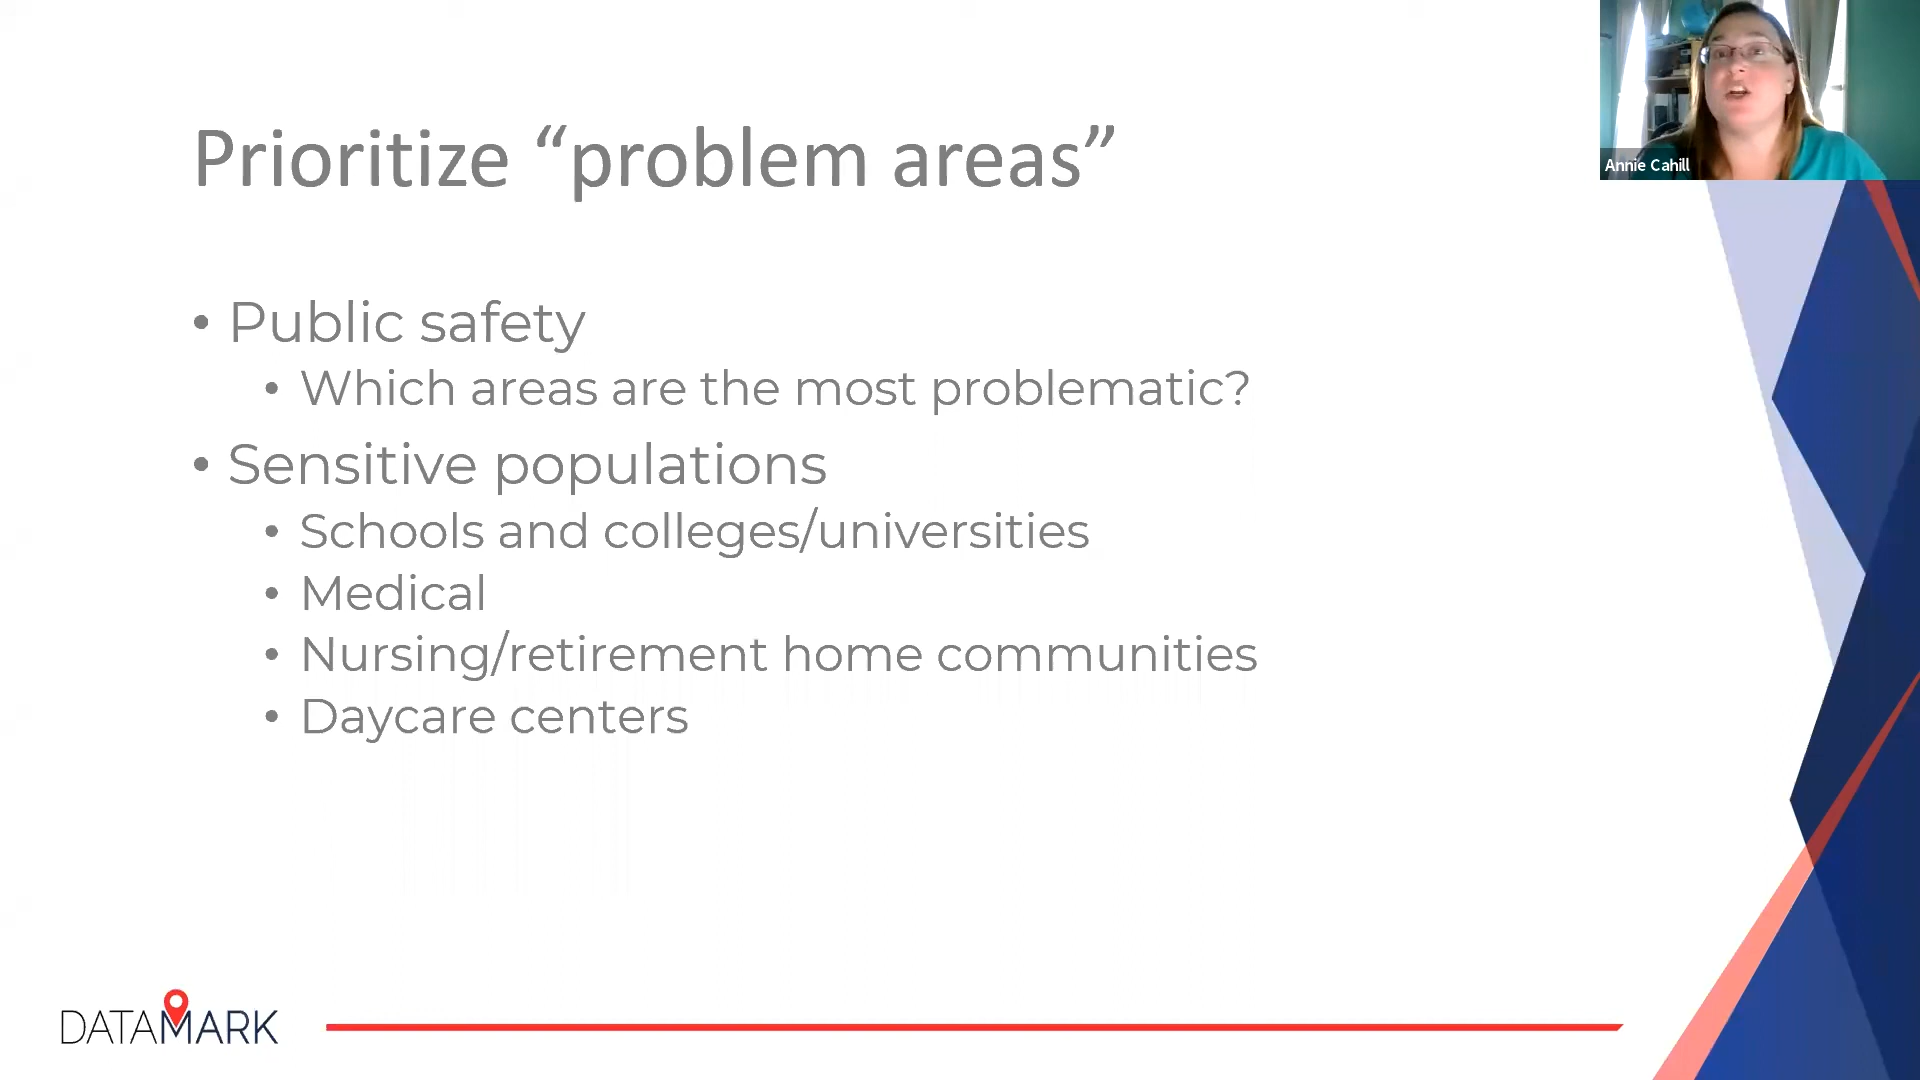 Annie Cahill
Prioritize “problem areas”
• Public safety
• Which areas are the most problematic?
• Sensitive populations
• Schools and colleges/universities
• Medical
• Nursing/retirement home communities
• Daycare centers
DATAMARK